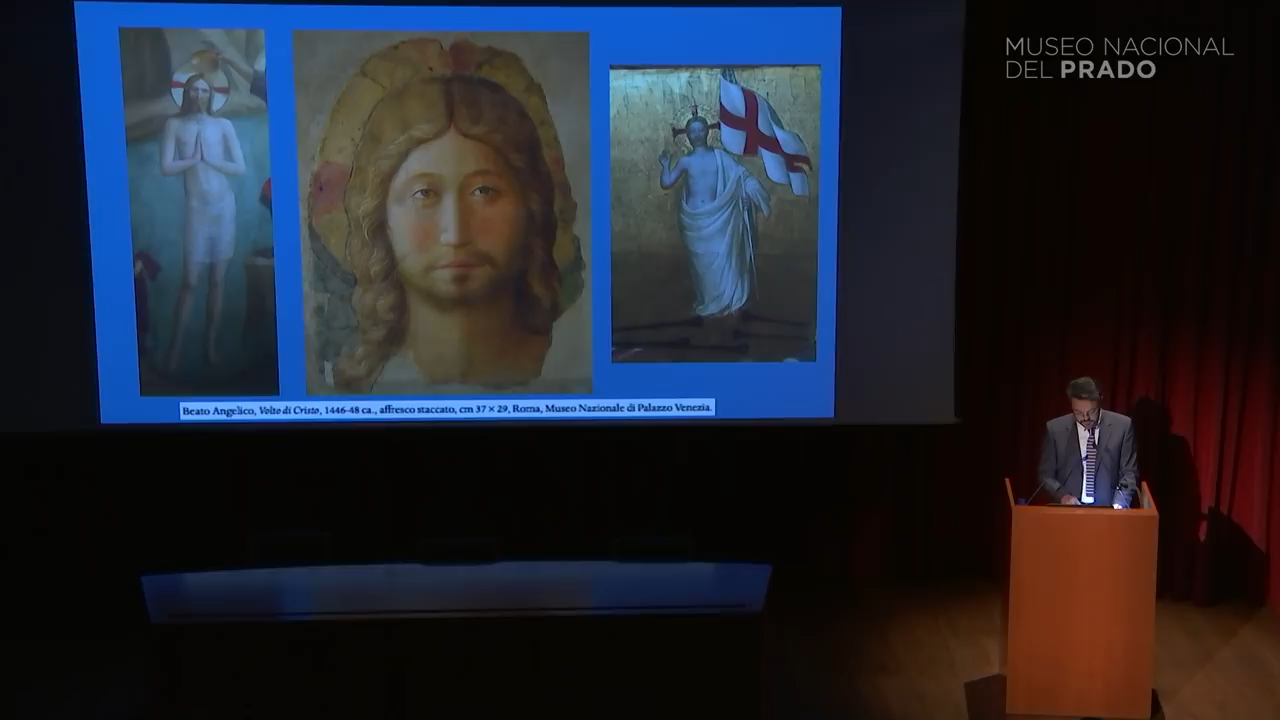 MUSEO NACIONAL
DEL PRADO
Beato Angelico, Volto di Cristo, 1446-48 ca., affresco staccato, cm 37 × 29, Roma, Museo Nazionale di Palazzo Venezia.